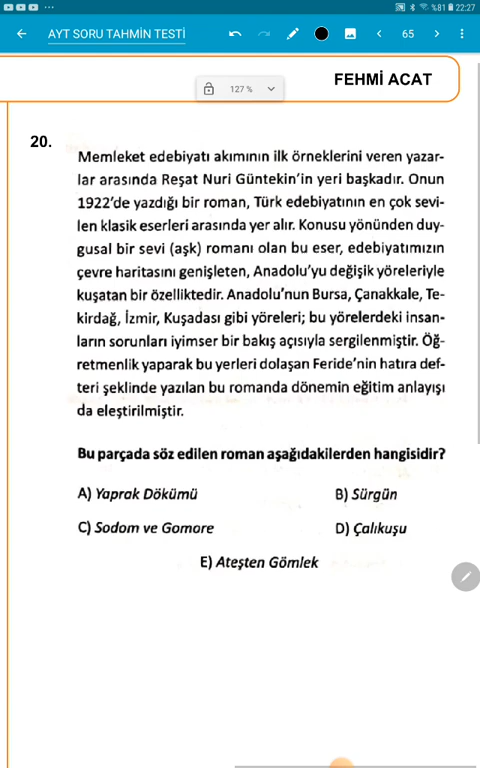 %81 22:27
AYT SORU TAHMİN TESTİ
65
FEHMİ ACAT
127 %
20.
Memleket edebiyatı akımının ilk örneklerini veren yazar-
lar arasında Reşat Nuri Güntekin'in yeri başkadır. Onun
1922'de yazdığı bir roman, Türk edebiyatının en çok sevi-
len klasik eserleri arasında yer alır. Konusu yönünden duy-
gusal bir sevi (aşk) romanı olan bu eser, edebiyatımızın
çevre haritasını genişleten, Anadolu'yu değişik yöreleriyle
kuşatan bir özelliktedir. Anadolu'nun Bursa, Çanakkale, Te-
kirdağ, İzmir, Kuşadası gibi yöreleri; bu yörelerdeki insan-
ların sorunları iyimser bir bakış açısıyla sergilenmiştir. Öğ-
retmenlik yaparak bu yerleri dolaşan Feride'nin hatıra def-
teri şeklinde yazılan bu romanda dönemin eğitim anlayışı
da eleştirilmiştir.
Bu parçada söz edilen roman aşağıdakilerden hangisidir?
A) Yaprak Dökümü
B) Sürgün
C) Sodom ve Gomore
D) Çalıkuşu
E) Ateşten Gömlek